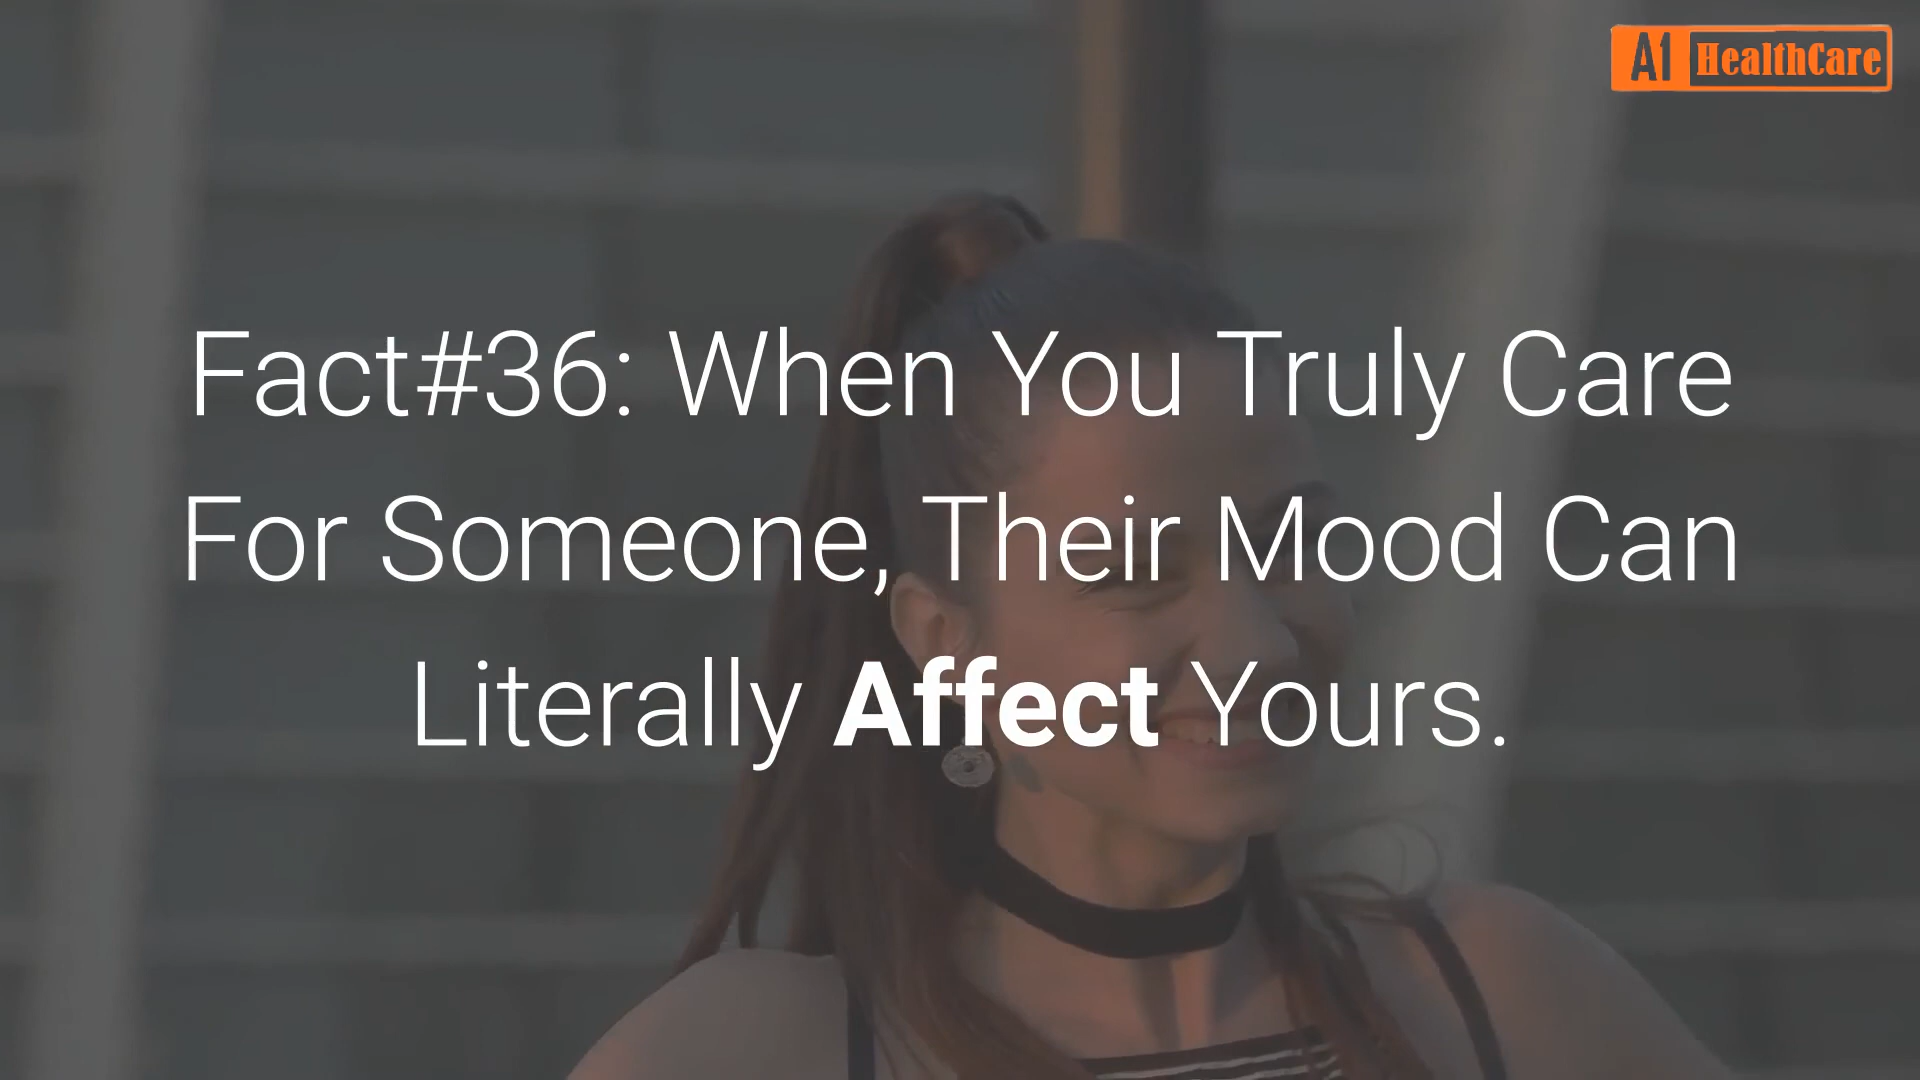 A1 HealthCare
Fact#36: When You Truly Care
For Someone, Their Mood Can
Literally Affect Yours.